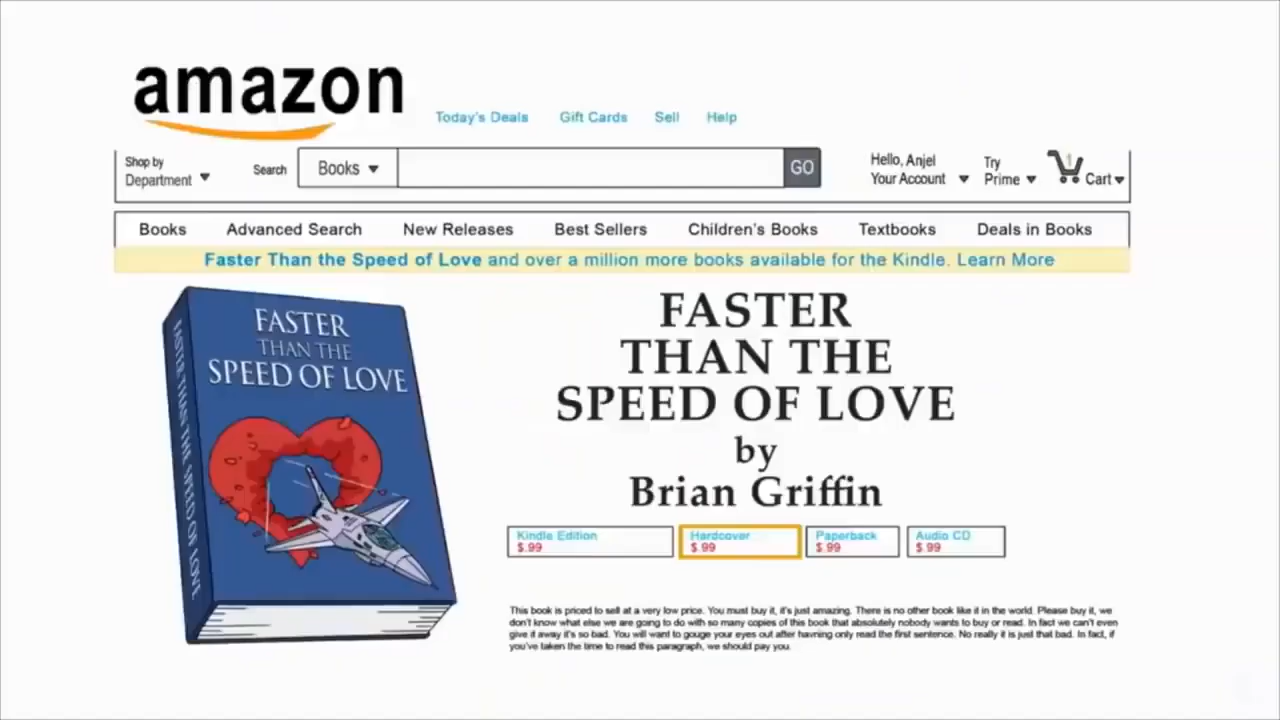 amazon
Today's Deals Gift Cards Sell Help
Shop by
Department
Search
Books
GO
Hello, Anjel
Your Account
Try
Prime
1
Cart
Books Advanced Search New Releases Best Sellers Children's Books Textbooks Deals in Books
Faster Than the Speed of Love and over a million more books available for the Kindle. Learn More
FASTER
THAN THE
SPEED OF LOVE
FASTER THAN THE SPEED OF LOVE
FASTER
THAN THE
SPEED OF LOVE
by
Brian Griffin
Kindle Edition
$.99
Hardcover
$.99
Paperback
$.99
Audio CD
$.99
This book is priced to sell at a very low price. You must buy it, it's just amazing. There is no other book like it in the world. Please buy it, we
don't know what else we are going to do with so many copies of this book that absolutely nobody wants to buy or read. In fact we can't even
give it away it's so bad. You will want to gouge your eyes out after havning only read the first sentence. No really it is just that bad. In fact, if
you've taken the time to read this paragraph, we should pay you.